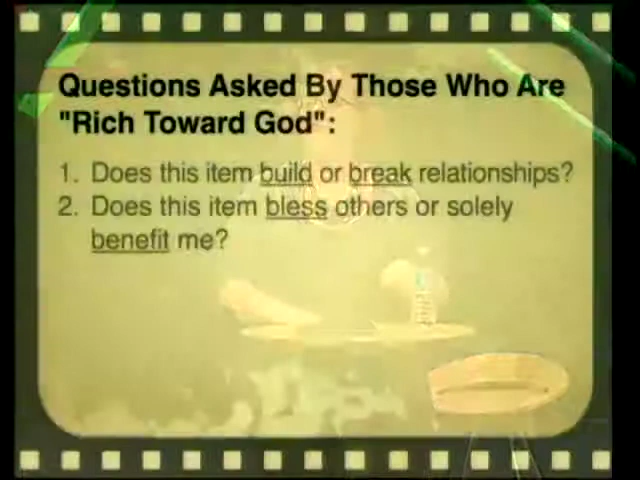 Questions Asked By Those Who Are
"Rich Toward God":
1. Does this item build or break relationships?
2. Does this item bless others or solely
benefit me?